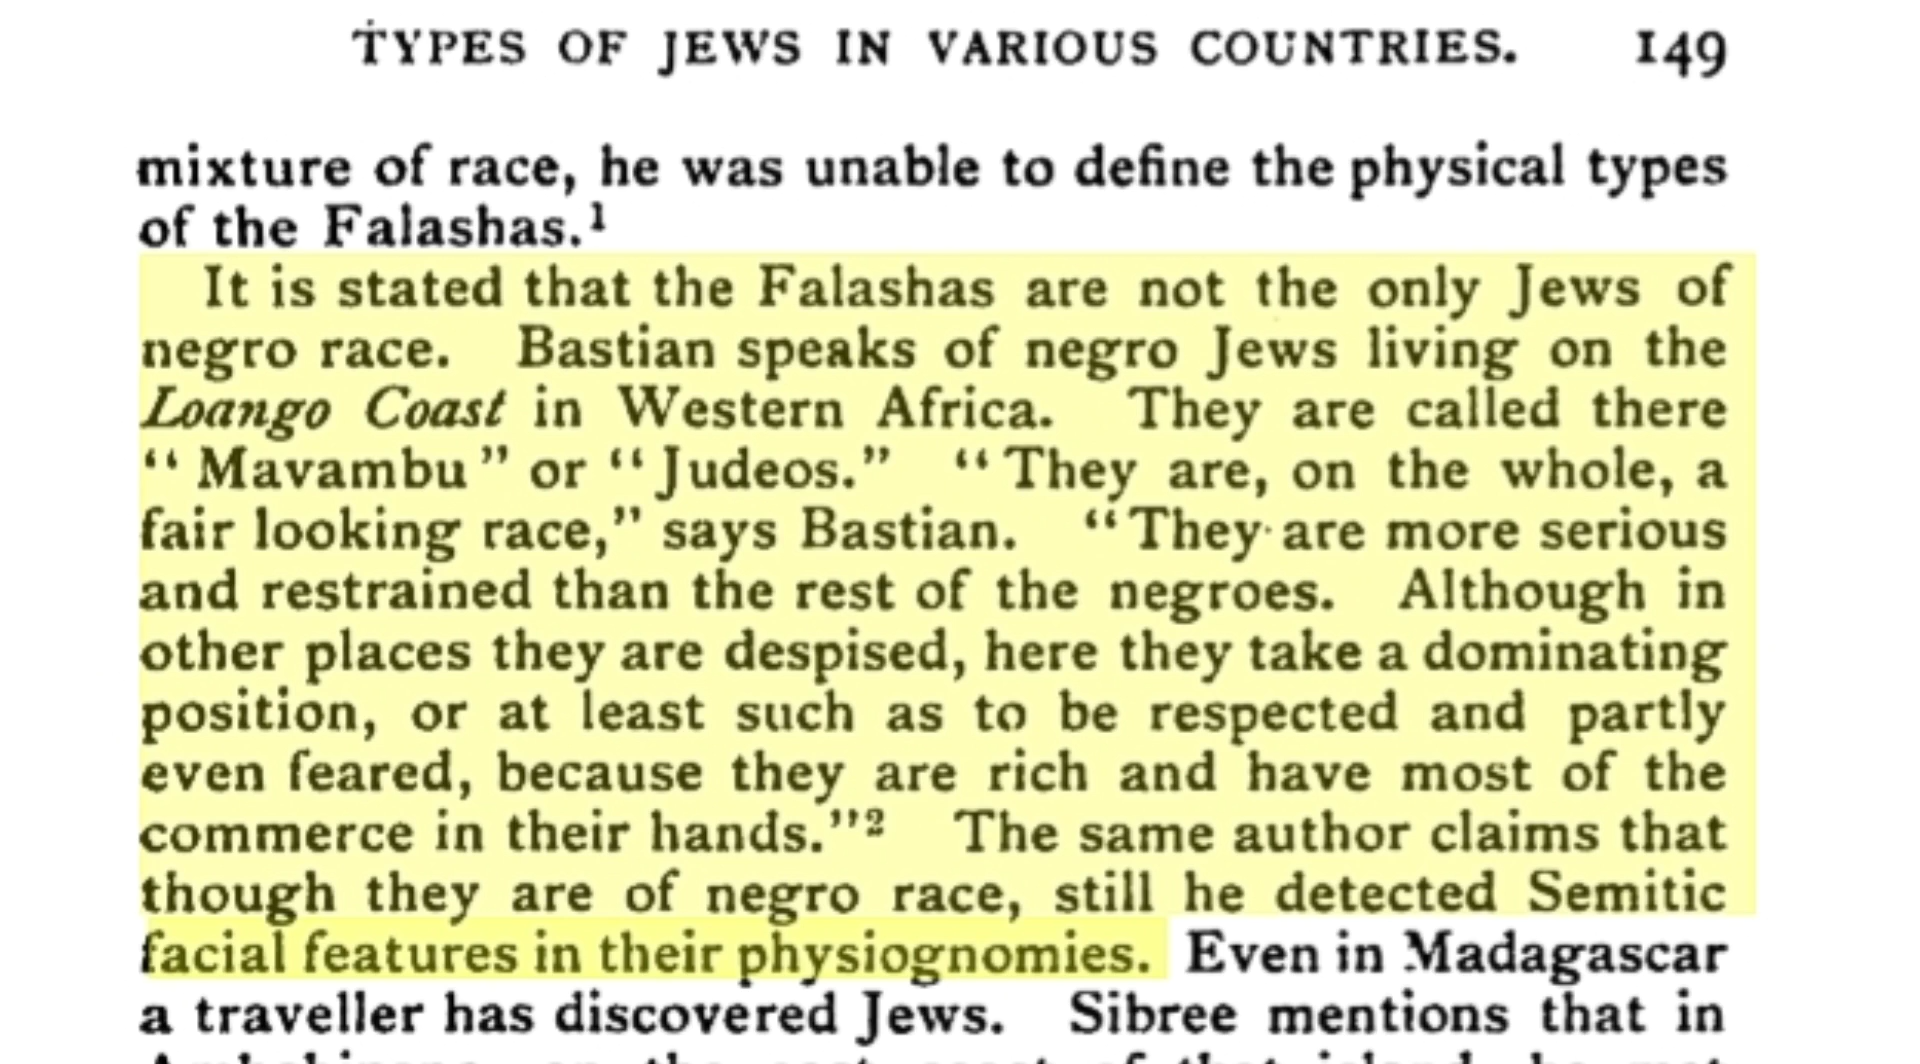 TYPES OF JEWS IN VARIOUS COUNTRIES. 149
mixture of race, he was unable to define the physical types
of the Falashas.¹
It is stated that the Falashas are not the only Jews of
negro race. Bastian speaks of negro Jews living on the
Loango Coast in Western Africa. They are called there
“Mavambu” or “Judeos.” “They are, on the whole, a
fair looking race,” says Bastian. “They are more serious
and restrained than the rest of the negroes. Although in
other places they are despised, here they take a dominating
position, or at least such as to be respected and partly
even feared, because they are rich and have most of the
commerce in their hands.”² The same author claims that
though they are of negro race, still he detected Semitic
facial features in their physiognomies. Even in Madagascar
a traveller has discovered Jews. Sibree mentions that in